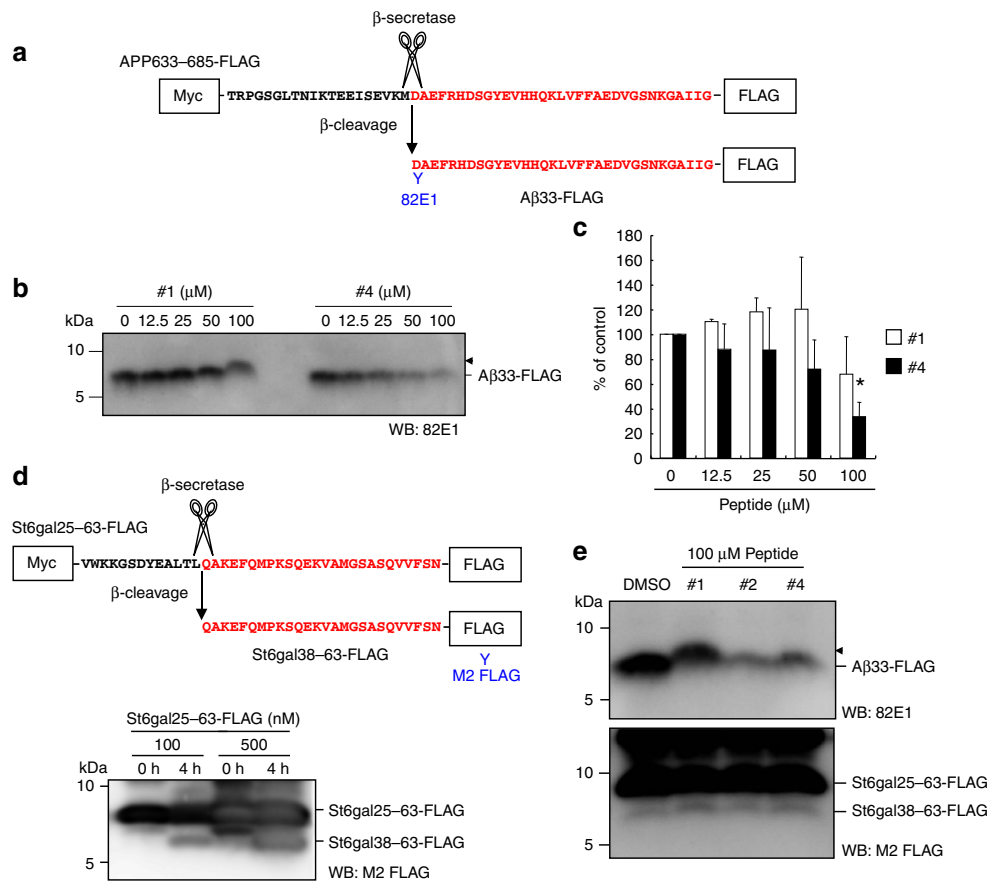 a
β-secretase
APP633–685-FLAG
Myc
TRPGSGLTNIKTEEISEVKMDAEFRHDSGYEVHHQKLVFFAEDVGSNKGAIIG
FLAG
β-cleavage
DAEFRHDSGYEVHHQKLVFFAEDVGSNKGAIIG
FLAG
Y
82E1
Aβ33-FLAG
b
#1 (μM)
#4 (μM)
kDa
0 12.5 25 50 100
0 12.5 25 50 100
10
5
Aβ33-FLAG
WB: 82E1
c
% of control
180
160
140
120
100
80
60
40
20
0
*
0 12.5 25 50 100
Peptide (μM)
#1
#4
d
β-secretase
St6gal25–63-FLAG
Myc
VWKKGSDYEALTLQAKEFQMPKSQEKVAMGSASQVVFSN
FLAG
β-cleavage
QAKEFQMPKSQEKVAMGSASQVVFSN
FLAG
St6gal38–63-FLAG
Y
M2 FLAG
St6gal25–63-FLAG (nM)
100
500
kDa
0 h 4 h 0 h 4 h
10
5
St6gal25–63-FLAG
St6gal38–63-FLAG
WB: M2 FLAG
e
100 μM Peptide
DMSO #1 #2 #4
kDa
10
5
Aβ33-FLAG
WB: 82E1
10
5
St6gal25–63-FLAG
St6gal38–63-FLAG
WB: M2 FLAG